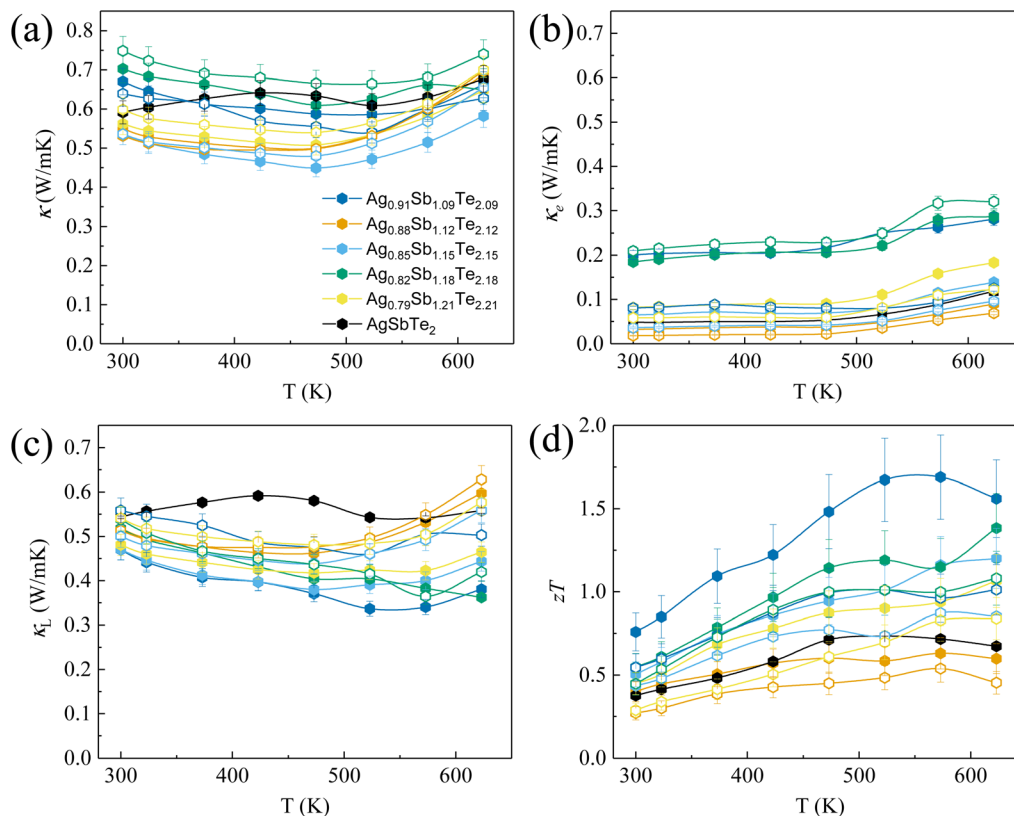 (a)
0.8
0.7
0.6
0.5
0.4
0.3
0.2
0.1
0.0
κ (W/mK)
Ag0.91Sb1.09Te2.09
Ag0.88Sb1.12Te2.12
Ag0.85Sb1.15Te2.15
Ag0.82Sb1.18Te2.18
Ag0.79Sb1.21Te2.21
AgSbTe2
300 400 500 600
T (K)
(b)
0.7
0.6
0.5
0.4
0.3
0.2
0.1
0.0
κe (W/mK)
300 400 500 600
T (K)
(c)
0.7
0.6
0.5
0.4
0.3
0.2
0.1
0.0
κL (W/mK)
300 400 500 600
T (K)
(d)
2.0
1.5
1.0
0.5
0.0
zT
300 400 500 600
T (K)